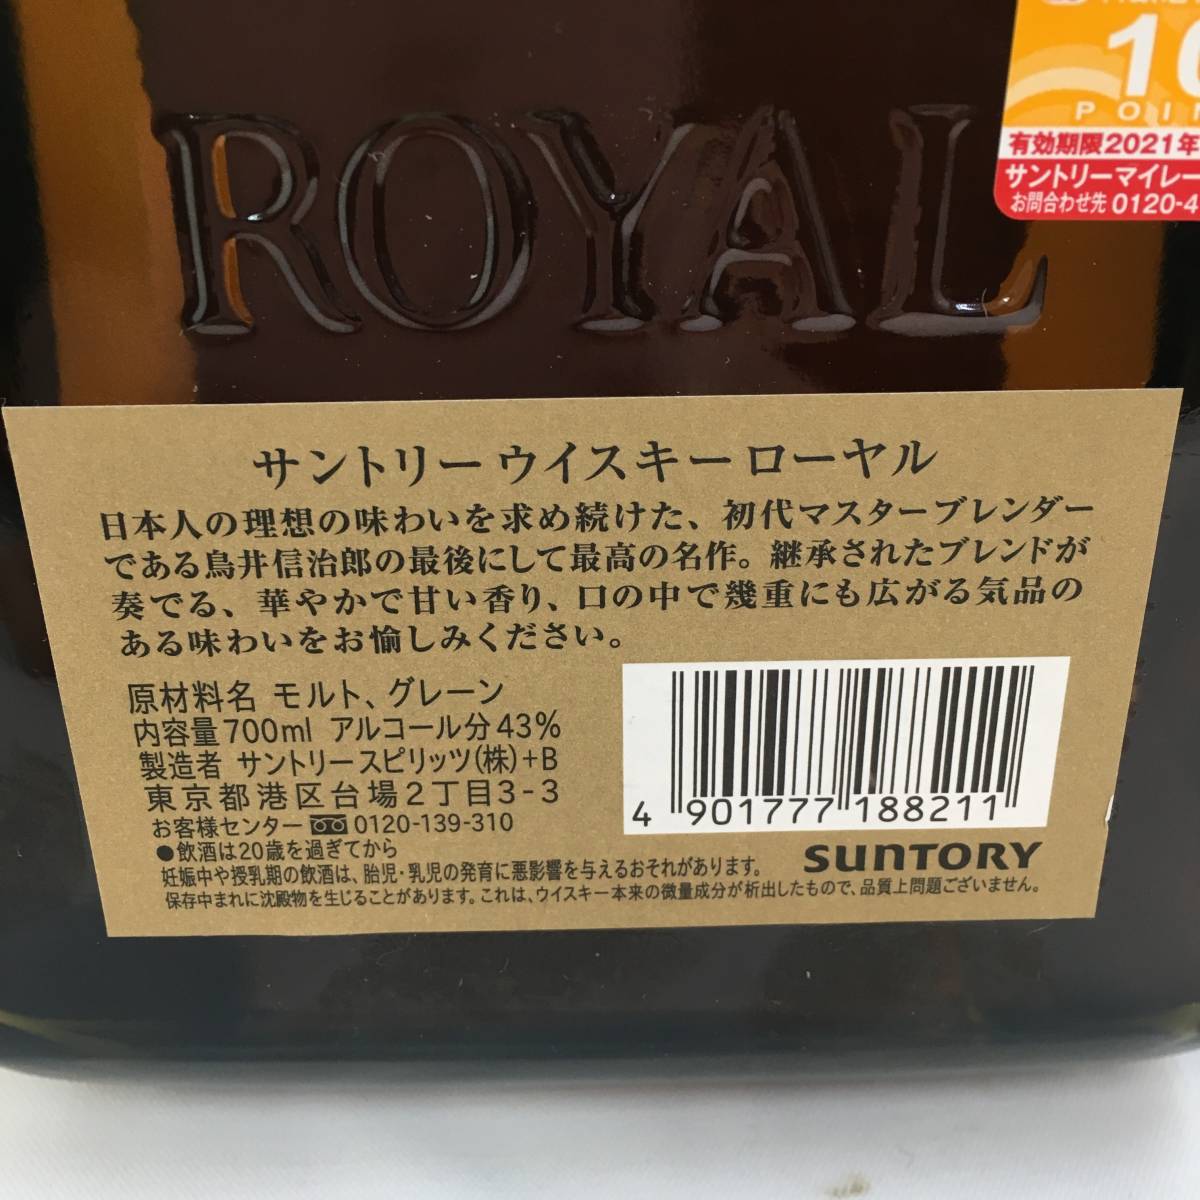 ROYAL
POI
有効期限2021年
サントリーマイレー
お問合わせ先 0120-4
サントリーウイスキーローヤル
日本人の理想の味わいを求め続けた、初代マスターブレンダー
である鳥井信治郎の最後にして最高の名作。継承されたブレンドが
奏でる、華やかで甘い香り、口の中で幾重にも広がる気品の
ある味わいをお愉しみください。
原材料名 モルト、グレーン
内容量700ml アルコール分43%
製造者 サントリースピリッツ(株)+B
東京都港区台場2丁目3-3
お客様センター 0120-139-310
●飲酒は20歳を過ぎてから
妊娠中や授乳期の飲酒は、胎児・乳児の発育に悪影響を与えるおそれがあります。
保存中まれに沈殿物を生じることがあります。これは、ウイスキー本来の微量成分が析出したもので、品質上問題ございません。
4 901777 188211
SUNTORY